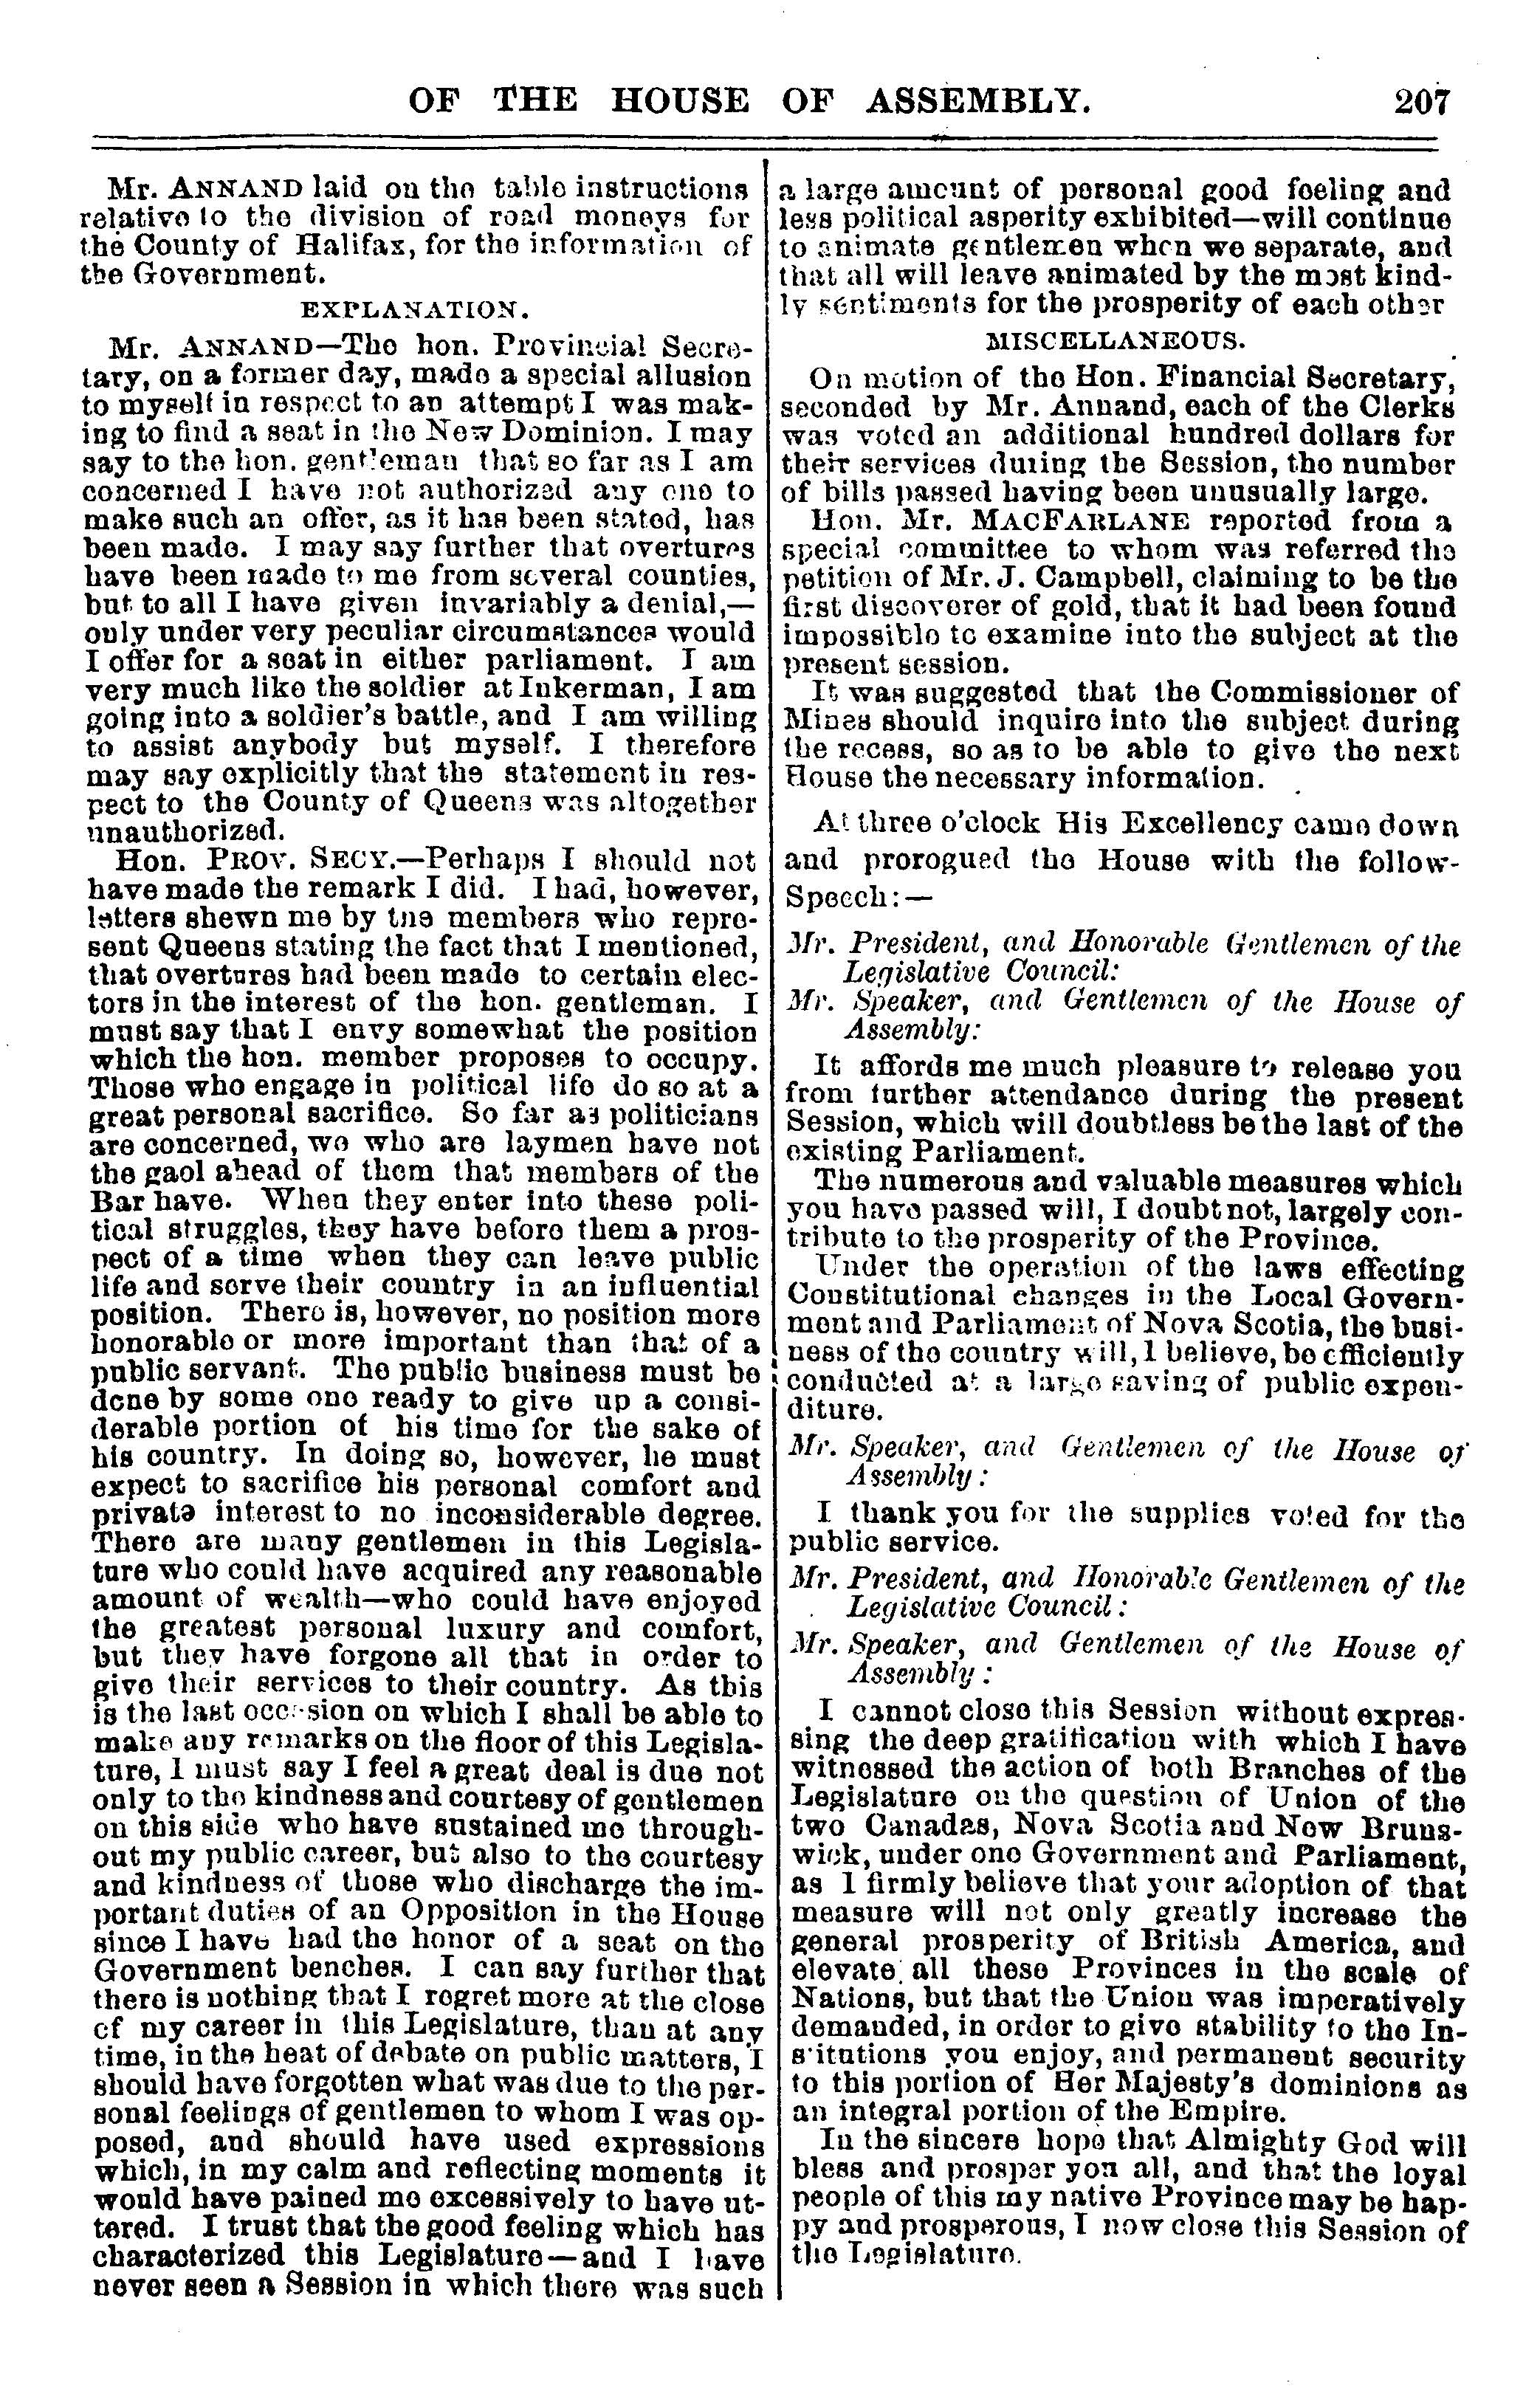 OF THE HOUSE OF ASSEMBLY. 207
Mr. ANNAND laid on the table instructions
relative to the division of road moneys for
the County of Halifax, for the information of
the Government.
EXPLANATION.
Mr. ANNAND—The hon. Provincial Secre-
tary, on a former day, made a special allusion
to myself in respect to an attempt I was mak-
ing to find a seat in the New Dominion. I may
say to the hon. gentleman that so far as I am
concerned I have not authorized any one to
make such an offer, as it has been stated, has
been made. I may say further that overtures
have been made to me from several counties,
but to all I have given invariably a denial,—
only under very peculiar circumstances would
I offer for a seat in either parliament. I am
very much like the soldier at Inkerman, I am
going into a soldier's battle, and I am willing
to assist anybody but myself. I therefore
may say explicitly that the statement in res-
pect to the County of Queens was altogether
unauthorized.
Hon. PROV. SECY.—Perhaps I should not
have made the remark I did. I had, however,
letters shewn me by the members who repre-
sent Queens stating the fact that I mentioned,
that overtures had been made to certain elec-
tors in the interest of the hon. gentleman. I
must say that I envy somewhat the position
which the hon. member proposes to occupy.
Those who engage in political life do so at a
great personal sacrifice. So far as politicians
are concerned, we who are laymen have not
the gaol ahead of them that members of the
Bar have. When they enter into these poli-
tical struggles, they have before them a pros-
pect of a time when they can leave public
life and serve their country in an influential
position. There is, however, no position more
honorable or more important than that of a
public servant. The public business must be
done by some one ready to give up a consi-
derable portion of his time for the sake of
his country. In doing so, however, he must
expect to sacrifice his personal comfort and
private interest to no inconsiderable degree.
There are many gentlemen in this Legisla-
ture who could have acquired any reasonable
amount of wealth—who could have enjoyed
the greatest personal luxury and comfort,
but they have forgone all that in order to
give their services to their country. As this
is the last occasion on which I shall be able to
make any remarks on the floor of this Legisla-
ture, I must say I feel a great deal is due not
only to the kindness and courtesy of gentlemen
on this side who have sustained me through-
out my public career, but also to the courtesy
and kindness of those who discharge the im-
portant duties of an Opposition in the House
since I have had the honor of a seat on the
Government benches. I can say further that
there is nothing that I regret more at the close
of my career in this Legislature, than at any
time, in the heat of debate on public matters, I
should have forgotten what was due to the per-
sonal feelings of gentlemen to whom I was op-
posed, and should have used expressions
which, in my calm and reflecting moments it
would have pained me excessively to have ut-
tered. I trust that the good feeling which has
characterized this Legislature—and I have
never seen a Session in which there was such
a large amount of personal good feeling and
less political asperity exhibited—will continue
to animate gentlemen when we separate, and
that all will leave animated by the most kind-
ly sentiments for the prosperity of each other
MISCELLANEOUS.
On motion of the Hon. Financial Secretary,
seconded by Mr. Annand, each of the Clerks
was voted an additional hundred dollars for
their services during the Session, the number
of bills passed having been unusually large.
Hon. Mr. MACFARLANE reported from a
special committee to whom was referred the
petition of Mr. J. Campbell, claiming to be the
first discoverer of gold, that it had been found
impossible to examine into the subject at the
present session.
It was suggested that the Commissioner of
Mines should inquire into the subject during
the recess, so as to be able to give the next
House the necessary information.
At three o'clock His Excellency came down
and prorogued the House with the follow-
Speech:—
Mr. President, and Honorable Gentlemen of the
Legislative Council:
Mr. Speaker, and Gentlemen of the House of
Assembly:
It affords me much pleasure to release you
from further attendance during the present
Session, which will doubtless be the last of the
existing Parliament.
The numerous and valuable measures which
you have passed will, I doubt not, largely con-
tribute to the prosperity of the Province.
Under the operation of the laws effecting
Constitutional changes in the Local Govern-
ment and Parliament of Nova Scotia, the busi-
ness of the country will, I believe, be efficiently
conducted at a large saving of public expen-
diture.
Mr. Speaker, and Gentlemen of the House of
Assembly:
I thank you for the supplies voted for the
public service.
Mr. President, and Honorable Gentlemen of the
Legislative Council:
Mr. Speaker, and Gentlemen of the House of
Assembly:
I cannot close this Session without expres-
sing the deep gratification with which I have
witnessed the action of both Branches of the
Legislature on the question of Union of the
two Canadas, Nova Scotia and New Bruns-
wick, under one Government and Parliament,
as I firmly believe that your adoption of that
measure will not only greatly increase the
general prosperity of British America, and
elevate all these Provinces in the scale of
Nations, but that the Union was imperatively
demanded, in order to give stability to the In-
stitutions you enjoy, and permanent security
to this portion of Her Majesty's dominions as
an integral portion of the Empire.
In the sincere hope that Almighty God will
bless and prosper you all, and that the loyal
people of this my native Province may be hap-
py and prosperous, I now close this Session of
the Legislature.